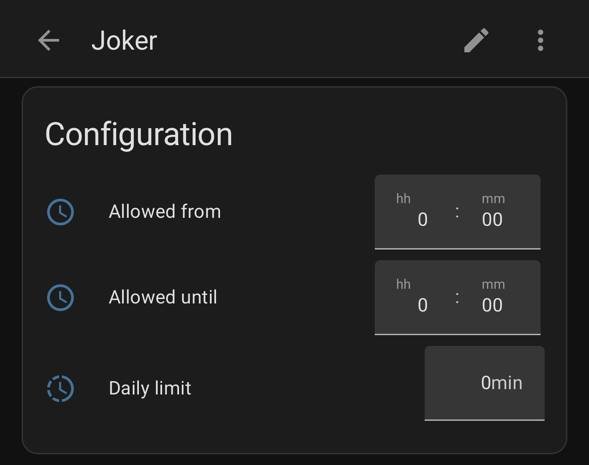 Joker
Configuration
Allowed from
hh mm
0 : 00
Allowed until
hh mm
0 : 00
Daily limit
0min